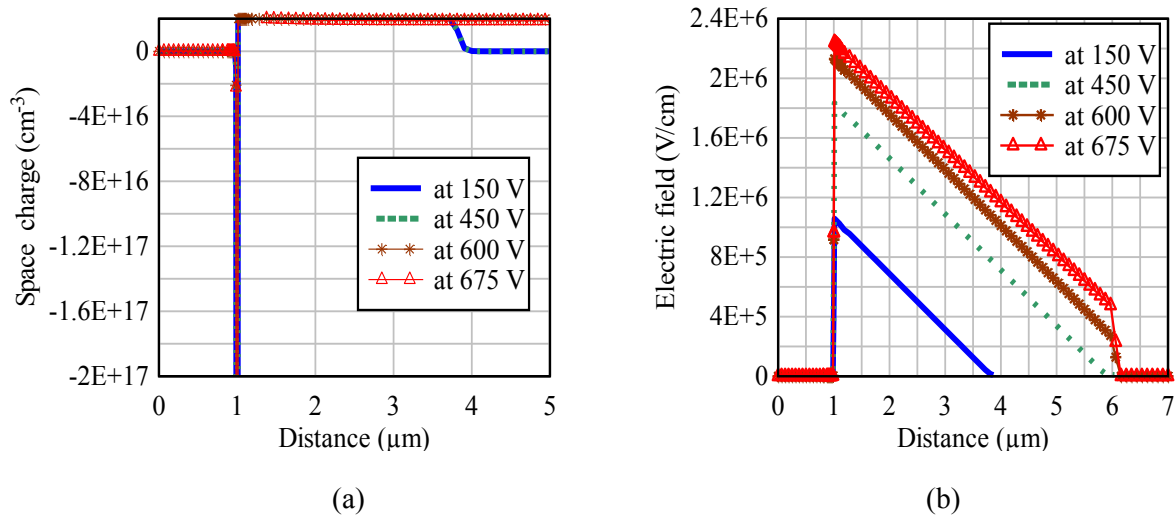 (a)
Space charge (cm⁻³)
0
-4E+16
-8E+16
-1.2E+17
-1.6E+17
-2E+17
at 150 V
at 450 V
at 600 V
at 675 V
0 1 2 3 4 5
Distance (µm)
(a)
Electric field (V/cm)
2.4E+6
2E+6
1.6E+6
1.2E+6
8E+5
4E+5
0
at 150 V
at 450 V
at 600 V
at 675 V
0 1 2 3 4 5 6 7
Distance (µm)
(b)